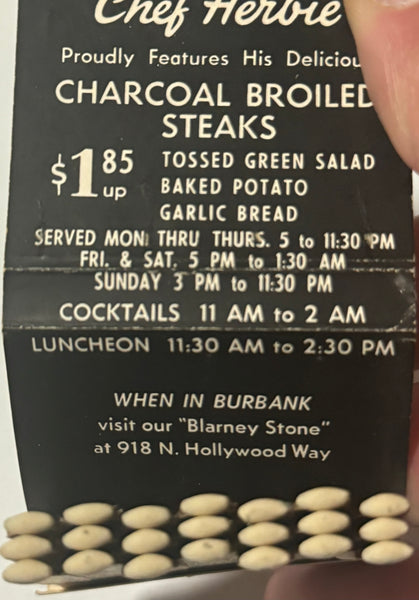 Chef Herbie
Proudly Features His Deliciou
CHARCOAL BROILED
STEAKS
$1.85 up TOSSED GREEN SALAD
BAKED POTATO
GARLIC BREAD
SERVED MON. THRU THURS. 5 to 11:30 PM
FRI. & SAT. 5 PM to 1:30 AM
SUNDAY 3 PM to 11:30 PM
COCKTAILS 11 AM to 2 AM
LUNCHEON 11:30 AM to 2:30 PM
WHEN IN BURBANK
visit our "Blarney Stone"
at 918 N. Hollywood Way